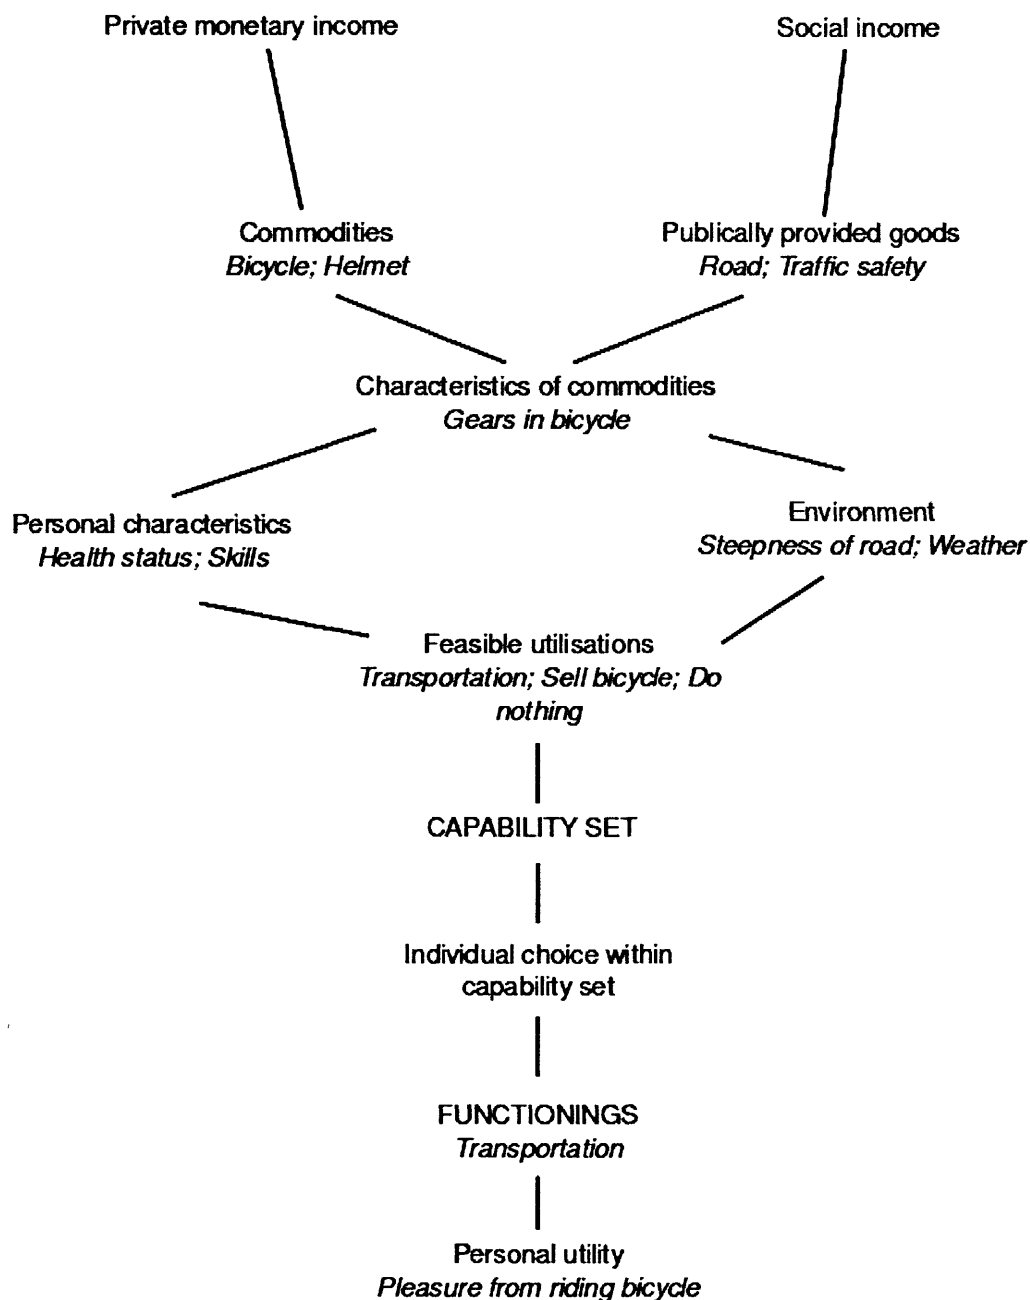 Private monetary income
Social income
Commodities
Bicycle; Helmet
Publically provided goods
Road; Traffic safety
Characteristics of commodities
Gears in bicycle
Personal characteristics
Health status; Skills
Environment
Steepness of road; Weather
Feasible utilisations
Transportation; Sell bicycle; Do
nothing
CAPABILITY SET
Individual choice within
capability set
FUNCTIONINGS
Transportation
Personal utility
Pleasure from riding bicycle